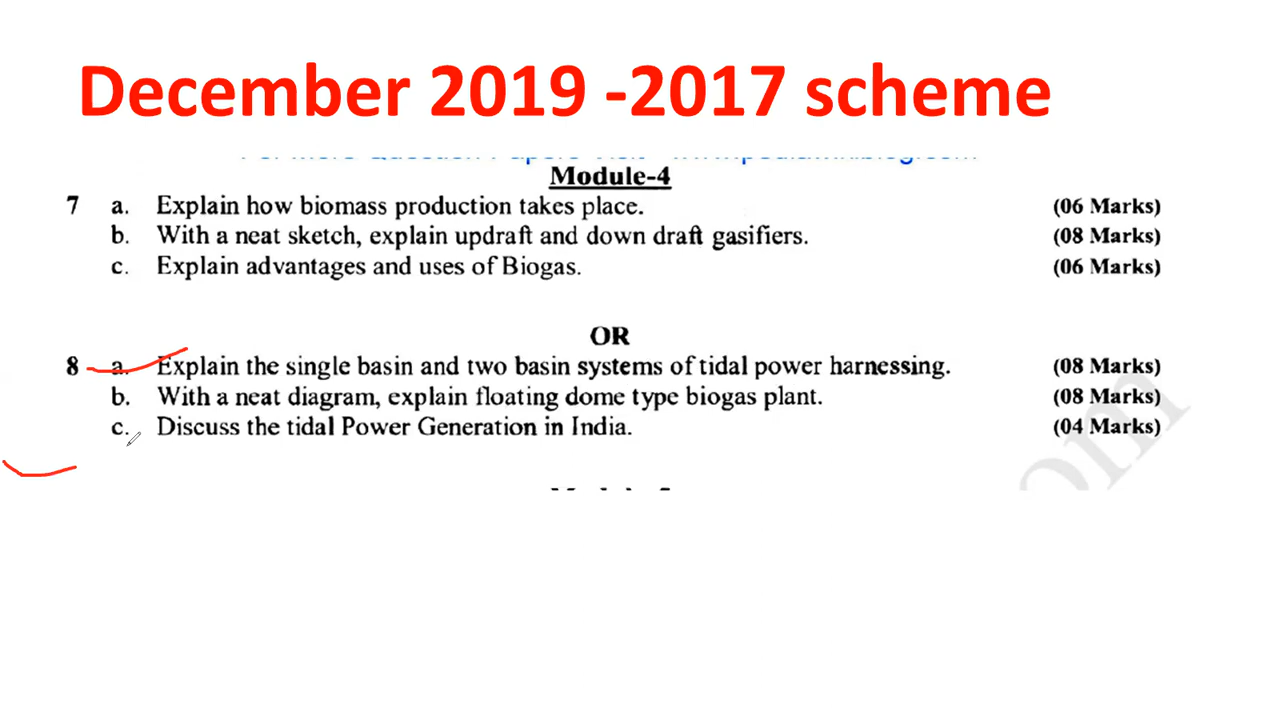 December 2019 -2017 scheme
Module-4
7 a. Explain how biomass production takes place. (06 Marks)
b. With a neat sketch, explain updraft and down draft gasifiers. (08 Marks)
c. Explain advantages and uses of Biogas. (06 Marks)
OR
8 a. Explain the single basin and two basin systems of tidal power harnessing. (08 Marks)
b. With a neat diagram, explain floating dome type biogas plant. (08 Marks)
c. Discuss the tidal Power Generation in India. (04 Marks)
om